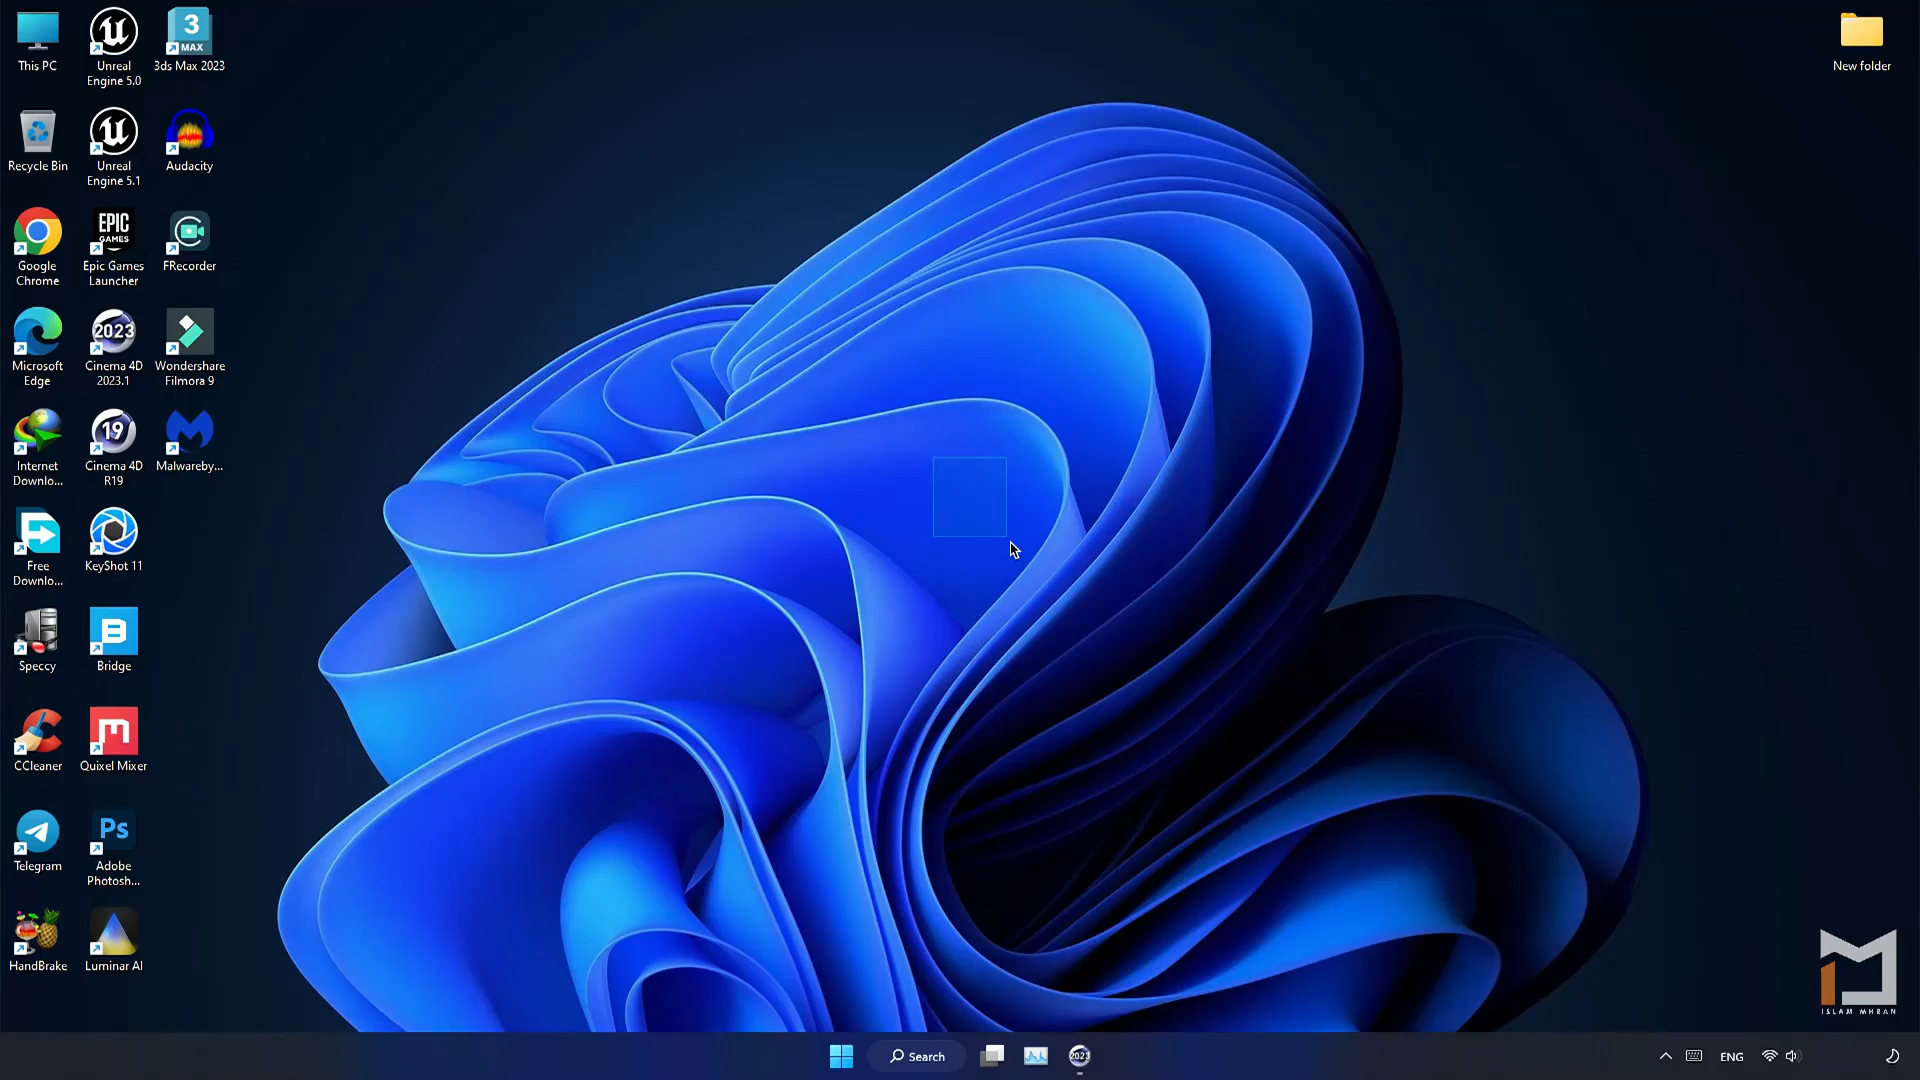 This PC
Unreal
Engine 5.0
3
MAX
3ds Max 2023
New folder
Recycle Bin
Unreal
Engine 5.1
Audacity
Google
Chrome
EPIC
GAMES
Epic Games
Launcher
FRecorder
Microsoft
Edge
2023
Cinema 4D
2023.1
Wondershare
Filmora 9
Internet
Downlo...
19
Cinema 4D
R19
Malwareby...
Free
Downlo...
KeyShot 11
Speccy
B
Bridge
CCleaner
M
Quixel Mixer
Telegram
Ps
Adobe
Photosh...
HandBrake
Luminar AI
ISLAM MHRAN
Search
2023
ENG